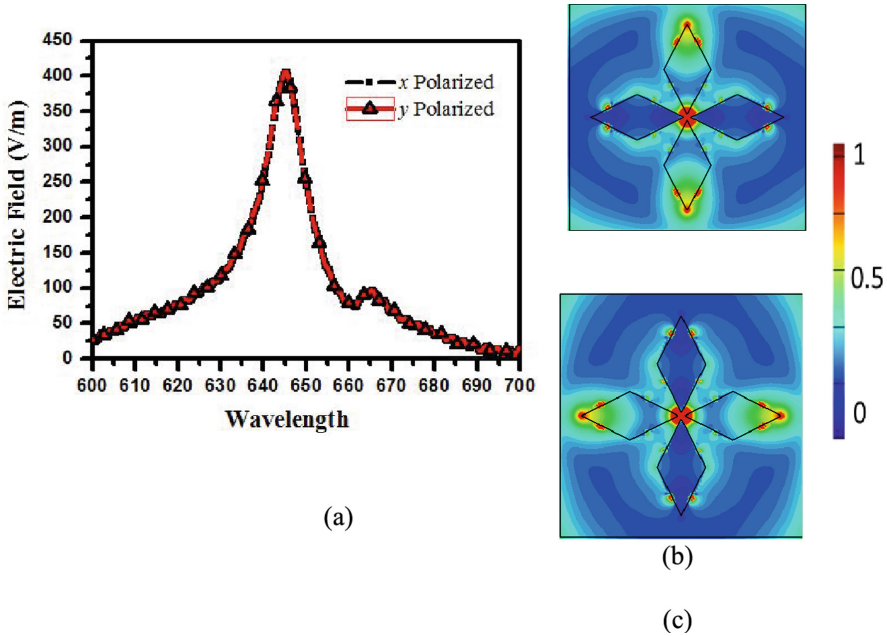 450
400
350
300
250
200
150
100
50
0
Electric Field (V/m)
x Polarized
y Polarized
600 610 620 630 640 650 660 670 680 690 700
Wavelength
(a)
1
0.5
0
(b)
(c)